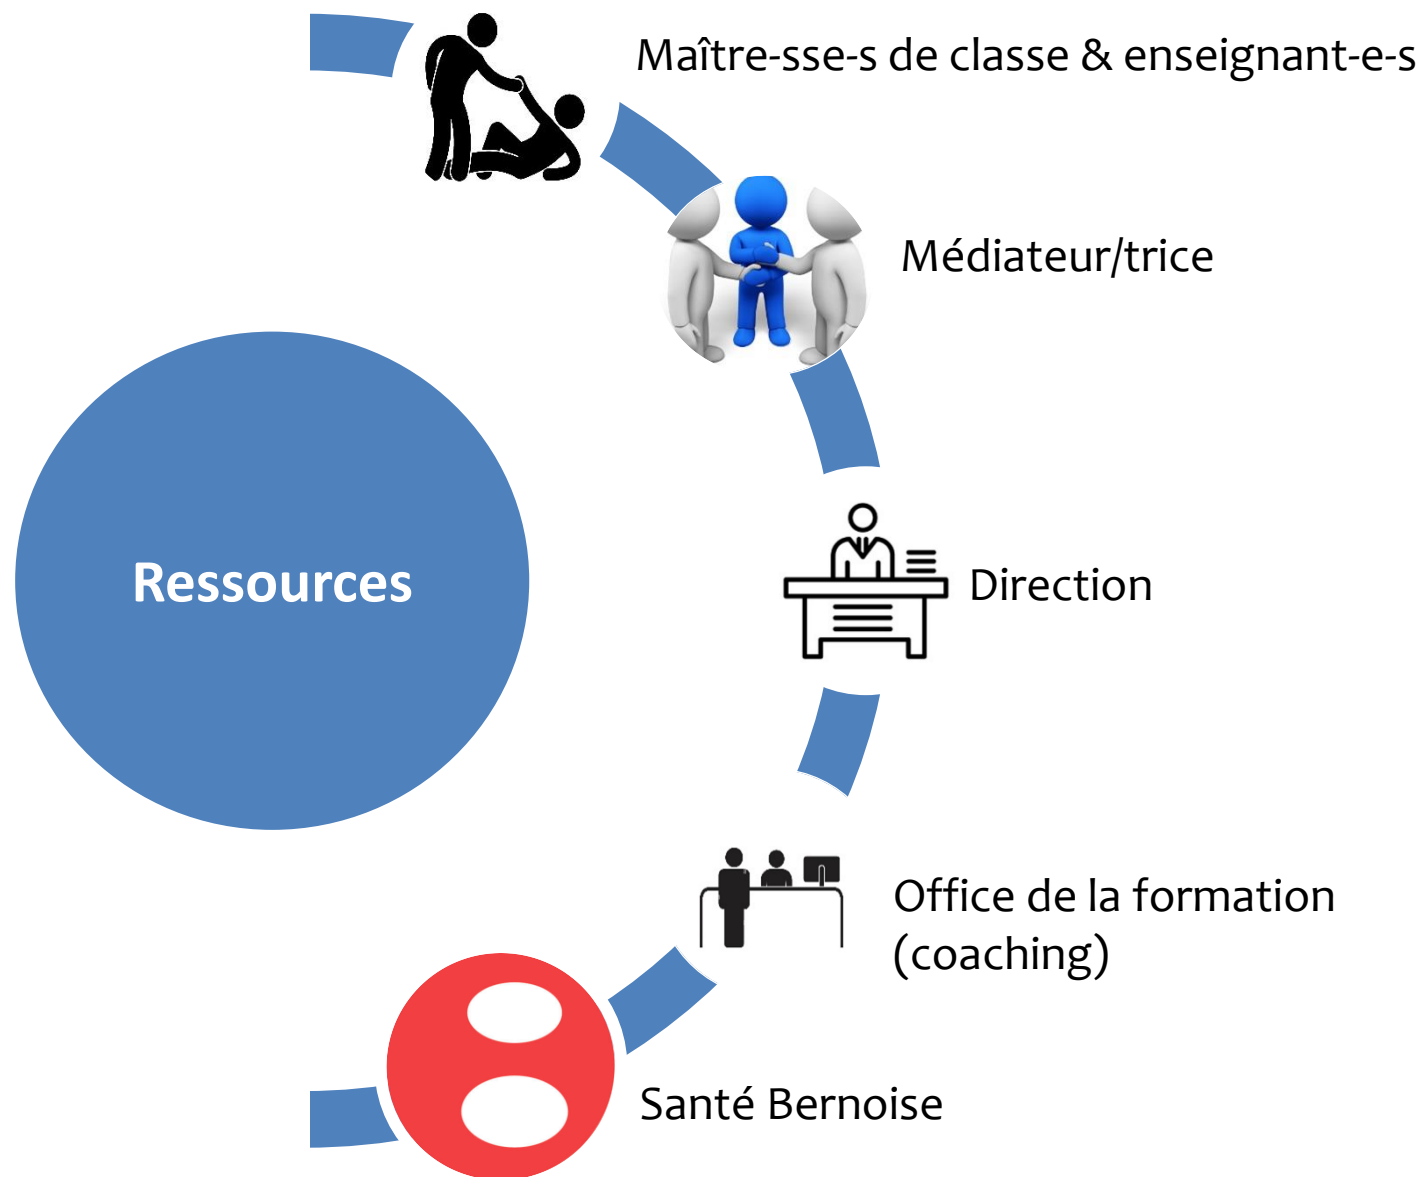 Maître-sse-s de classe & enseignant-e-s
Médiateur/trice
Ressources
Direction
Office de la formation
(coaching)
Santé Bernoise